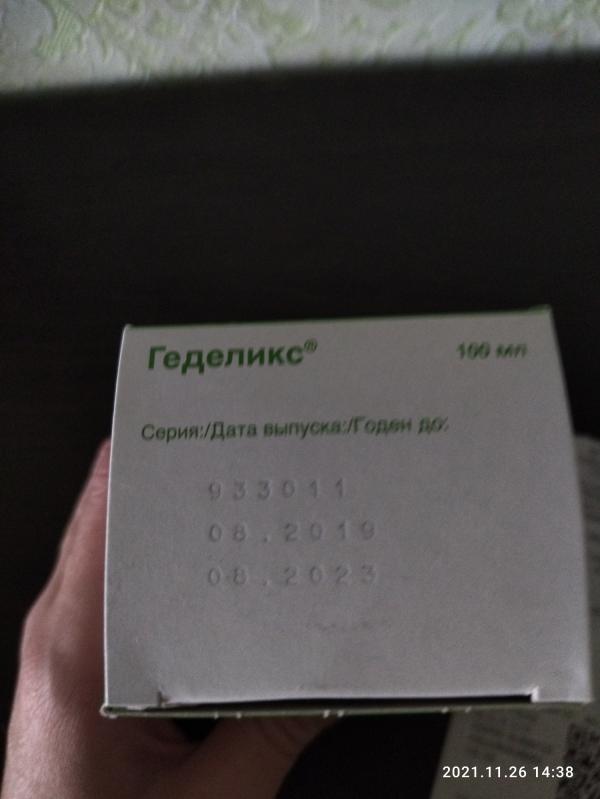 Геделикс® 100 мл
Серия:/Дата выпуска:/Годен до:
933011
08.2019
08.2023
2021.11.26 14:38